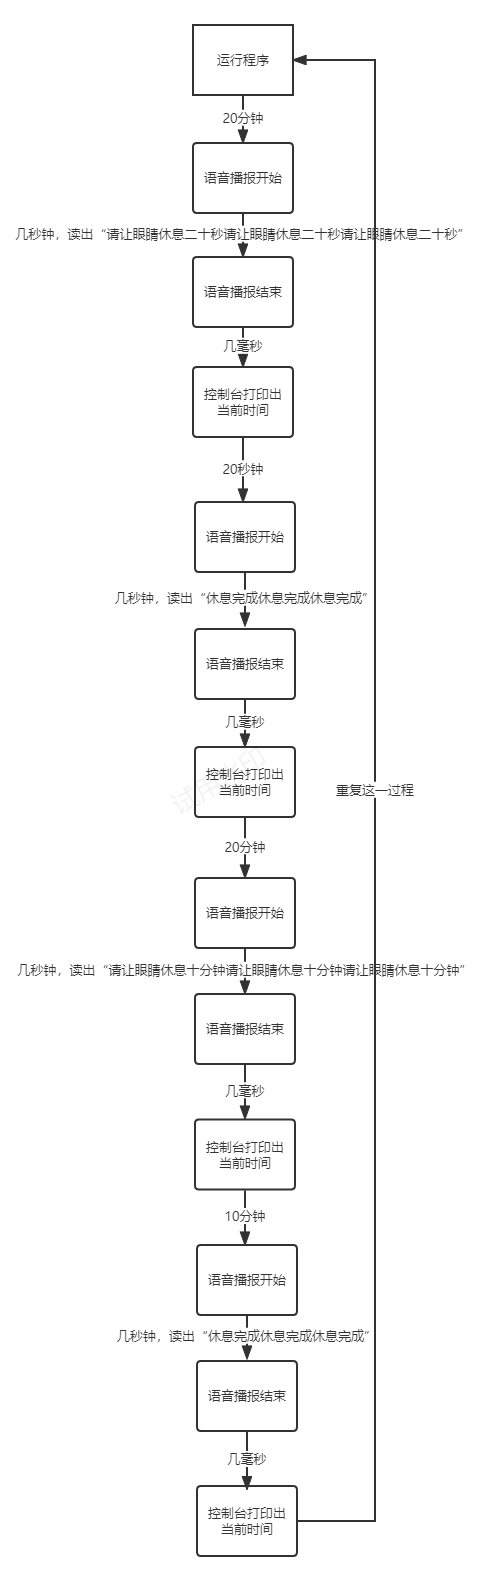 运行程序
20分钟
语音播报开始
几秒钟，读出“请让眼睛休息二十秒请让眼睛休息二十秒请让眼睛休息二十秒”
语音播报结束
几毫秒
控制台打印出
当前时间
20秒钟
语音播报开始
几秒钟，读出“休息完成休息完成休息完成”
语音播报结束
几毫秒
控制台打印出
当前时间
试用水印
重复这一过程
20分钟
语音播报开始
几秒钟，读出“请让眼睛休息十分钟请让眼睛休息十分钟请让眼睛休息十分钟”
语音播报结束
几毫秒
控制台打印出
当前时间
10分钟
语音播报开始
几秒钟，读出“休息完成休息完成休息完成”
语音播报结束
几毫秒
控制台打印出
当前时间